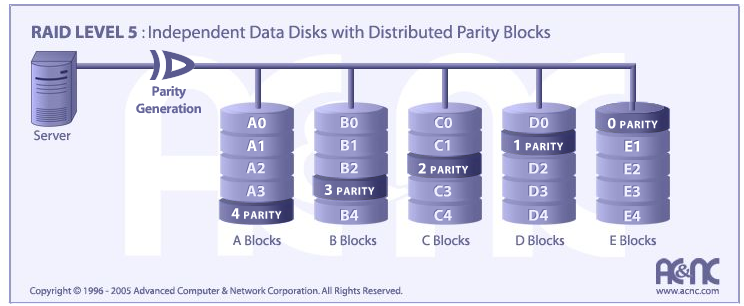 RAID LEVEL 5 : Independent Data Disks with Distributed Parity Blocks
Server
Parity
Generation
A0 B0 C0 D0 0 PARITY
A1 B1 C1 1 PARITY E1
A2 B2 2 PARITY D2 E2
A3 3 PARITY C3 D3 E3
4 PARITY B4 C4 D4 E4
A Blocks B Blocks C Blocks D Blocks E Blocks
AC&NC
Copyright © 1996 - 2005 Advanced Computer & Network Corporation. All Rights Reserved.
AC&NC
www.acnc.com